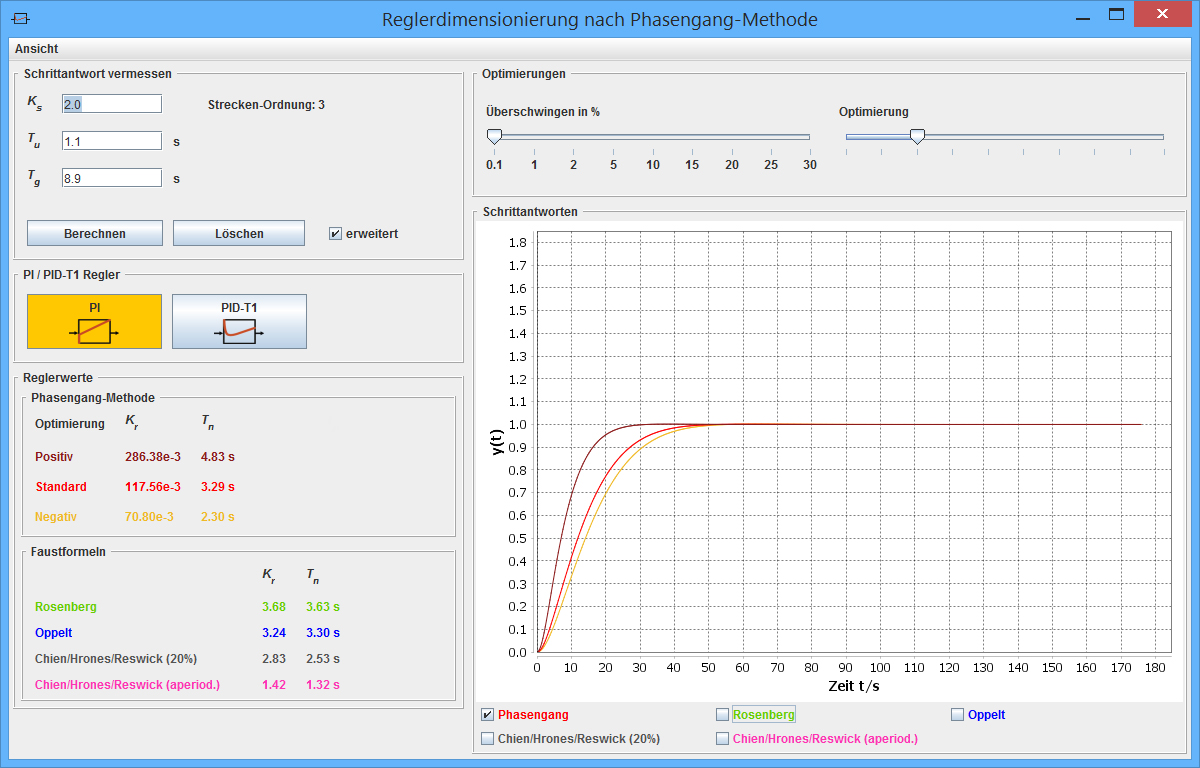 Reglerdimensionierung nach Phasengang-Methode
Ansicht
Schrittantwort vermessen
Ks 2.0 Strecken-Ordnung: 3
Tu 1.1 s
Tg 8.9 s
Berechnen Löschen erweitert
PI / PID-T1 Regler
PI PID-T1
Reglerwerte
Phasengang-Methode
Optimierung Kr Tn
Positiv 286.38e-3 4.83 s
Standard 117.56e-3 3.29 s
Negativ 70.80e-3 2.30 s
Faustformeln
Kr Tn
Rosenberg 3.68 3.63 s
Oppelt 3.24 3.30 s
Chien/Hrones/Reswick (20%) 2.83 2.53 s
Chien/Hrones/Reswick (aperiod.) 1.42 1.32 s
Optimierungen
Überschwingen in % Optimierung
0.1 1 2 5 10 15 20 25 30
Schrittantworten
1.8
1.7
1.6
1.5
1.4
1.3
1.2
1.1
1.0
0.9
0.8
0.7
0.6
0.5
0.4
0.3
0.2
0.1
0.0
y(t)
0 10 20 30 40 50 60 70 80 90 100 110 120 130 140 150 160 170 180
Zeit t/s
Phasengang Rosenberg Oppelt
Chien/Hrones/Reswick (20%) Chien/Hrones/Reswick (aperiod.)